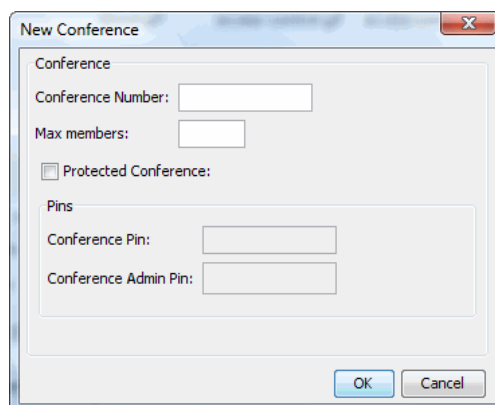 New Conference
Conference
Conference Number:
Max members:
Protected Conference:
Pins
Conference Pin:
Conference Admin Pin:
OK Cancel